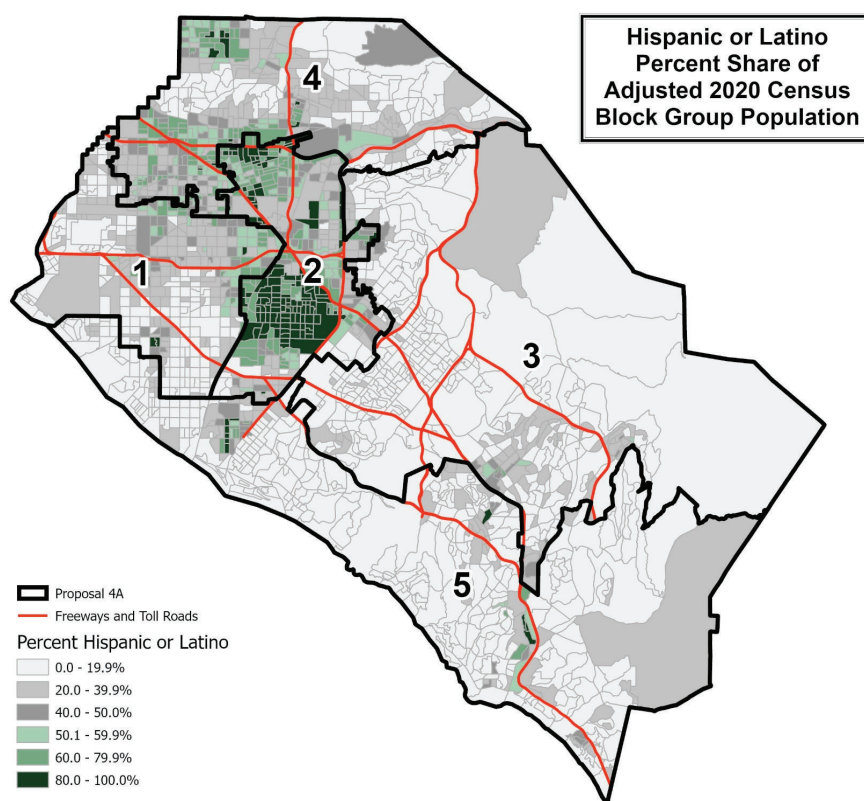 Hispanic or Latino
Percent Share of
Adjusted 2020 Census
Block Group Population
4
1
2
3
5
Proposal 4A
Freeways and Toll Roads
Percent Hispanic or Latino
0.0 - 19.9%
20.0 - 39.9%
40.0 - 50.0%
50.1 - 59.9%
60.0 - 79.9%
80.0 - 100.0%